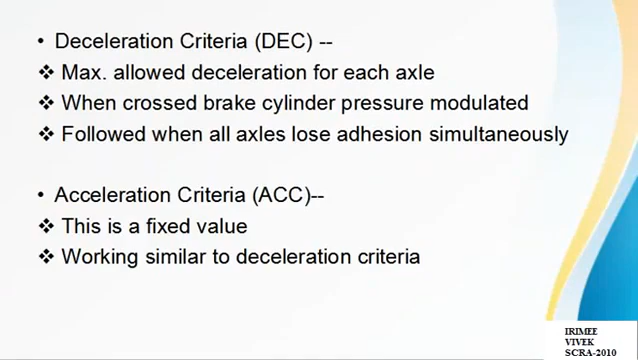 • Deceleration Criteria (DEC) --
❖ Max. allowed deceleration for each axle
❖ When crossed brake cylinder pressure modulated
❖ Followed when all axles lose adhesion simultaneously
• Acceleration Criteria (ACC)--
❖ This is a fixed value
❖ Working similar to deceleration criteria
IRIMEE
VIVEK
SCRA-2010